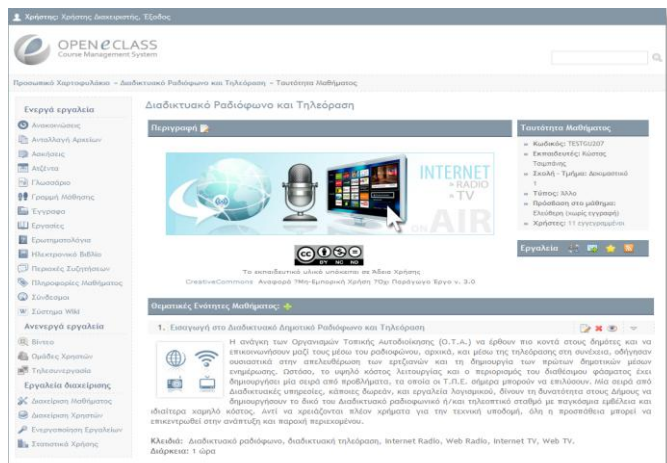 Χρήστης: Χρήστης Διαχειριστής, Έξοδος
OPEN eCLASS
Course Management System
Προσωπικό Χαρτοφυλάκιο - Διαδικτυακό Ραδιόφωνο και Τηλεόραση - Ταυτότητα Μαθήματος
Ενεργά εργαλεία
Ανακοινώσεις
Ανταλλαγή Αρχείων
Ασκήσεις
Ατζέντα
Γλωσσάριο
Γραμμή Μάθησης
Έγγραφα
Εργασίες
Ερωτηματολόγια
Ηλεκτρονικό Βιβλίο
Περιοχές Συζητήσεων
Πληροφορίες Μαθήματος
Σύνδεσμοι
Σύστημα Wiki
Ανενεργά εργαλεία
Βίντεο
Ομάδες Χρηστών
Τηλεσυνεργασία
Εργαλεία διαχείρισης
Διαχείριση Μαθήματος
Διαχείριση Χρηστών
Ενεργοποίηση Εργαλείων
Στατιστικά Χρήσης
Διαδικτυακό Ραδιόφωνο και Τηλεόραση
Περιγραφή
INTERNET
RADIO
TV
ON AIR
CC
BY NC ND
Το εκπαιδευτικό υλικό υπόκειται σε Άδεια Χρήσης
CreativeCommons Αναφορά ?Μη-Εμπορική Χρήση ?Όχι Παράγωγο Έργο v. 3.0
Ταυτότητα Μαθήματος
» Κωδικός: TESTGU207
» Εκπαιδευτές: Κώστας
Τσιμπάνης
» Σχολή - Τμήμα: Δοκιμαστικό
1
» Τύπος: Άλλο
» Πρόσβαση στο μάθημα:
Ελεύθερη (χωρίς εγγραφή)
» Χρήστες: 11 εγγεγραμμένοι
Εργαλεία
Θεματικές Ενότητες Μαθήματος:
1. Εισαγωγή στο Διαδικτυακό Δημοτικό Ραδιόφωνο και Τηλεόραση
Η ανάγκη των Οργανισμών Τοπικής Αυτοδιοίκησης (Ο.Τ.Α.) να έρθουν πιο κοντά στους δημότες και να
επικοινωνήσουν μαζί τους μέσω του ραδιοφώνου, αρχικά, και μέσω της τηλεόρασης στη συνέχεια, οδήγησαν
ουσιαστικά στην απελευθέρωση των ερτζιανών και τη δημιουργία των πρώτων δημοτικών μέσων
ενημέρωσης. Ωστόσο, το υψηλό κόστος λειτουργίας και ο περιορισμός του διαθέσιμου φάσματος έχει
δημιουργήσει μία σειρά από προβλήματα, τα οποία οι Τ.Π.Ε. σήμερα μπορούν να επιλύσουν. Μία σειρά από
Διαδικτυακές υπηρεσίες, κάποιες δωρεάν, και εργαλεία λογισμικού, δίνουν τη δυνατότητα στους Δήμους να
δημιουργήσουν το δικό του Διαδικτυακό ραδιοφωνικό ή/και τηλεοπτικό σταθμό με παγκόσμια εμβέλεια και
ιδιαίτερα χαμηλό κόστος. Αντί να χρειάζονται πλέον χρήματα για την τεχνική υποδομή, όλη η προσπάθεια μπορεί να
επικεντρωθεί στην ανάπτυξη και παροχή περιεχομένου.
Κλειδιά: Διαδικτυακό ραδιόφωνο, διαδικτυακή τηλεόραση, Internet Radio, Web Radio, Internet TV, Web TV.
Διάρκεια: 1 ώρα